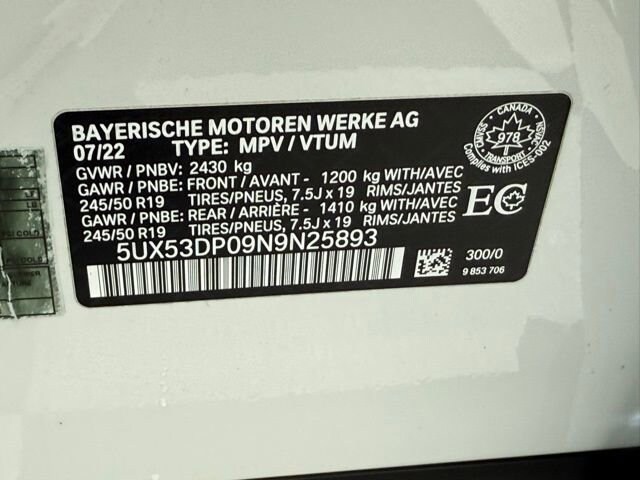 BAYERISCHE MOTOREN WERKE AG
07/22 TYPE: MPV / VTUM
GVWR / PNBV: 2430 kg
GAWR / PNBE: FRONT / AVANT - 1200 kg WITH/AVEC
245/50 R19 TIRES/PNEUS, 7.5J x 19 RIMS/JANTES
GAWR / PNBE: REAR / ARRIÈRE - 1410 kg WITH/AVEC
245/50 R19 TIRES/PNEUS, 7.5J x 19 RIMS/JANTES
5UX53DP09N9N25893
CANADA
978
TRANSPORT
Complies with ICES-002
EC
300/0
9 853 706